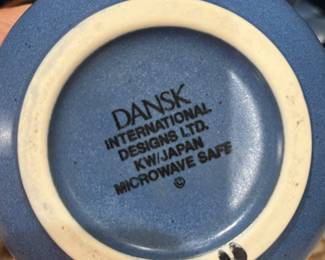 DANSK
INTERNATIONAL
DESIGNS LTD.
KW/JAPAN
MICROWAVE SAFE
©